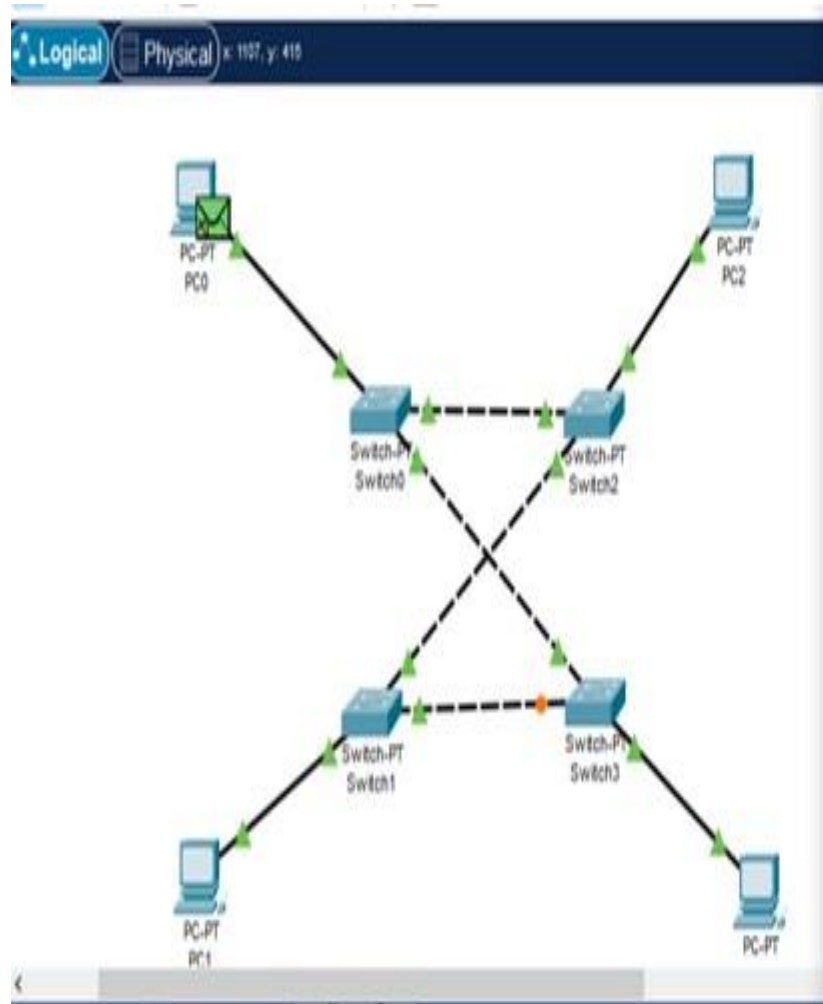 Logical Physical x: 1107, y: 415
PC-PT
PC0
PC-PT
PC2
Switch-PT
Switch0
Switch-PT
Switch2
Switch-PT
Switch1
Switch-PT
Switch3
PC-PT
PC1
PC-PT